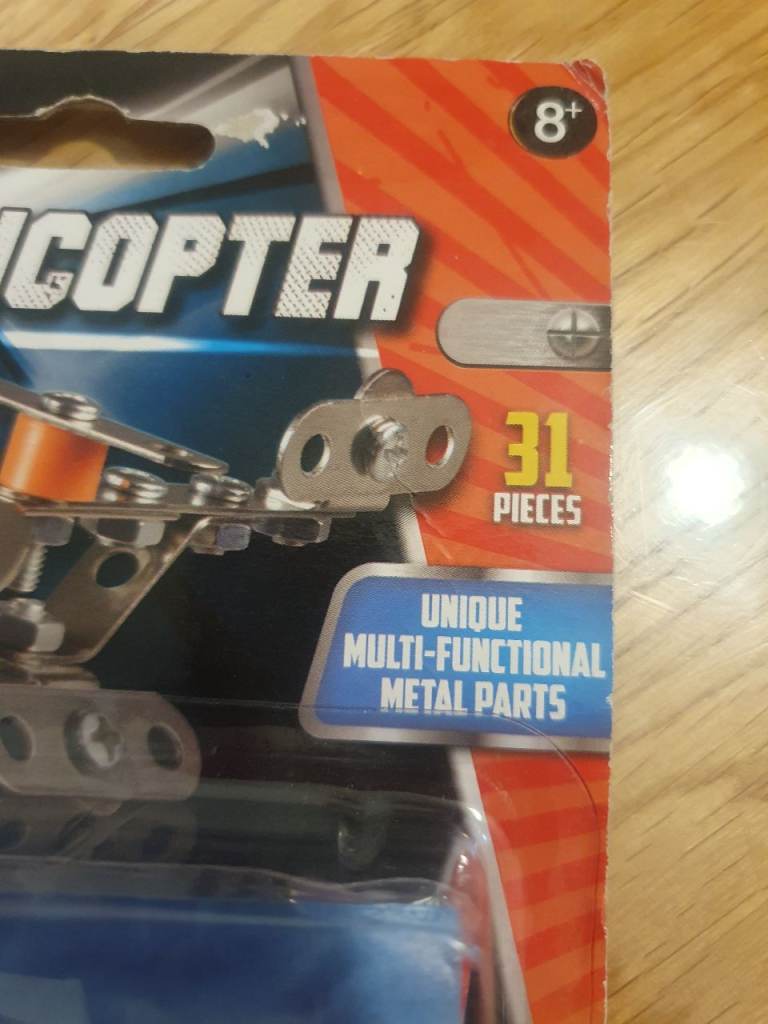 8+
ICOPTER
31
PIECES
UNIQUE
MULTI-FUNCTIONAL
METAL PARTS